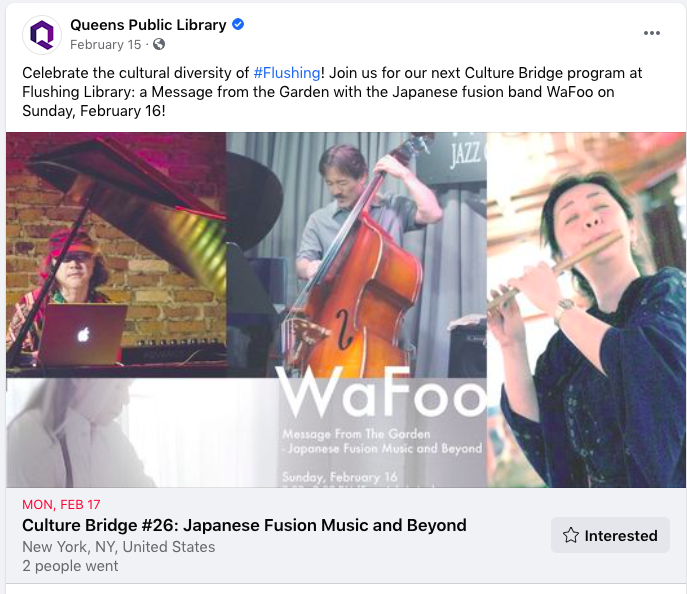 Queens Public Library
February 15 ·
Celebrate the cultural diversity of #Flushing! Join us for our next Culture Bridge program at
Flushing Library: a Message from the Garden with the Japanese fusion band WaFoo on
Sunday, February 16!
JAZZ
WaFoo
Message From The Garden
- Japanese Fusion Music and Beyond
Sunday, February 16
MON, FEB 17
Culture Bridge #26: Japanese Fusion Music and Beyond
New York, NY, United States
2 people went
Interested